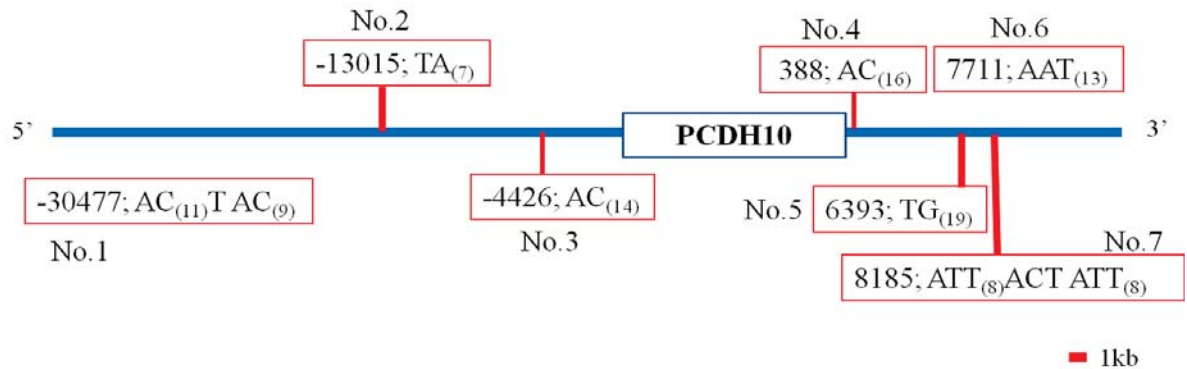 No.2
-13015; TA(7)
No.4
388; AC(16)
No.6
7711; AAT(13)
5’
PCDH10
3’
-30477; AC(11)T AC(9)
No.1
-4426; AC(14)
No.3
No.5
6393; TG(19)
No.7
8185; ATT(8)ACT ATT(8)
1kb